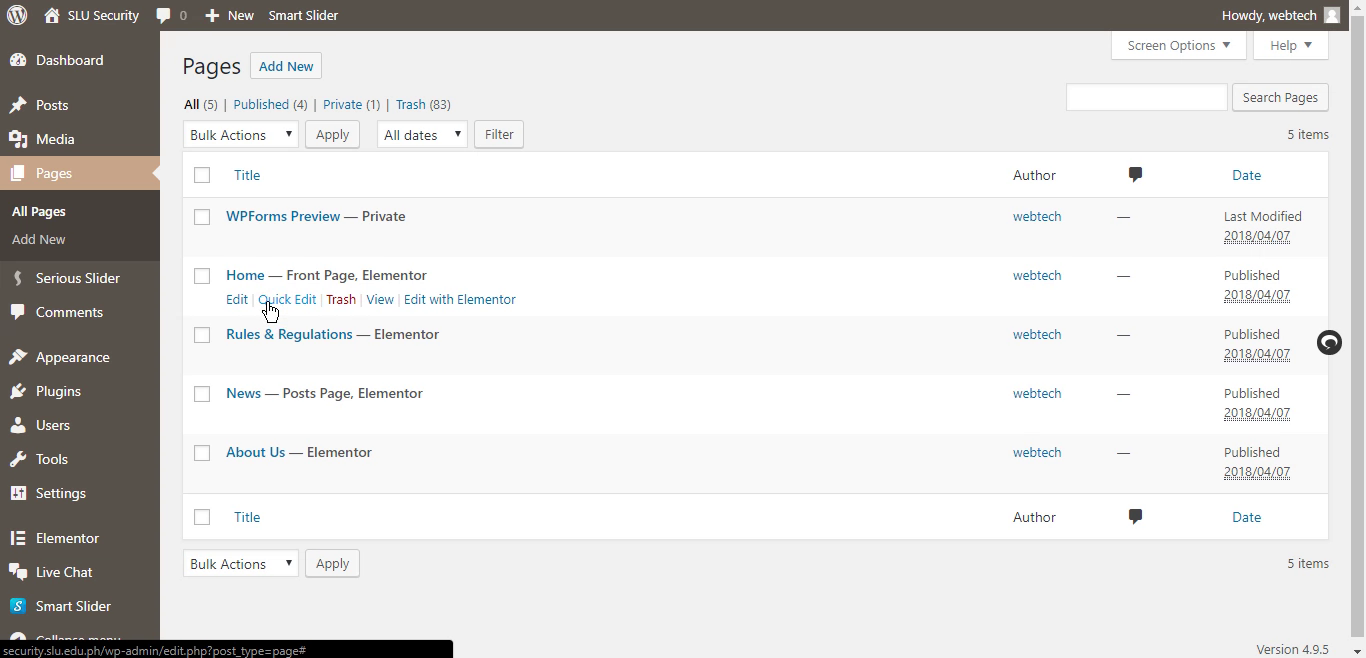 SLU Security 0 New Smart Slider Howdy, webtech
Dashboard
Posts
Media
Pages
All Pages
Add New
Serious Slider
Comments
Appearance
Plugins
Users
Tools
Settings
Elementor
Live Chat
Smart Slider
Collapse menu
Screen Options Help
Pages Add New
All (5) | Published (4) | Private (1) | Trash (83)
Search Pages
Bulk Actions Apply All dates Filter 5 items
Title Author Date
WPForms Preview — Private webtech — Last Modified
2018/04/07
Home — Front Page, Elementor webtech — Published
2018/04/07
Edit | Quick Edit | Trash | View | Edit with Elementor
Rules & Regulations — Elementor webtech — Published
2018/04/07
News — Posts Page, Elementor webtech — Published
2018/04/07
About Us — Elementor webtech — Published
2018/04/07
Title Author Date
Bulk Actions Apply 5 items
Version 4.9.5
security.slu.edu.ph/wp-admin/edit.php?post_type=page#